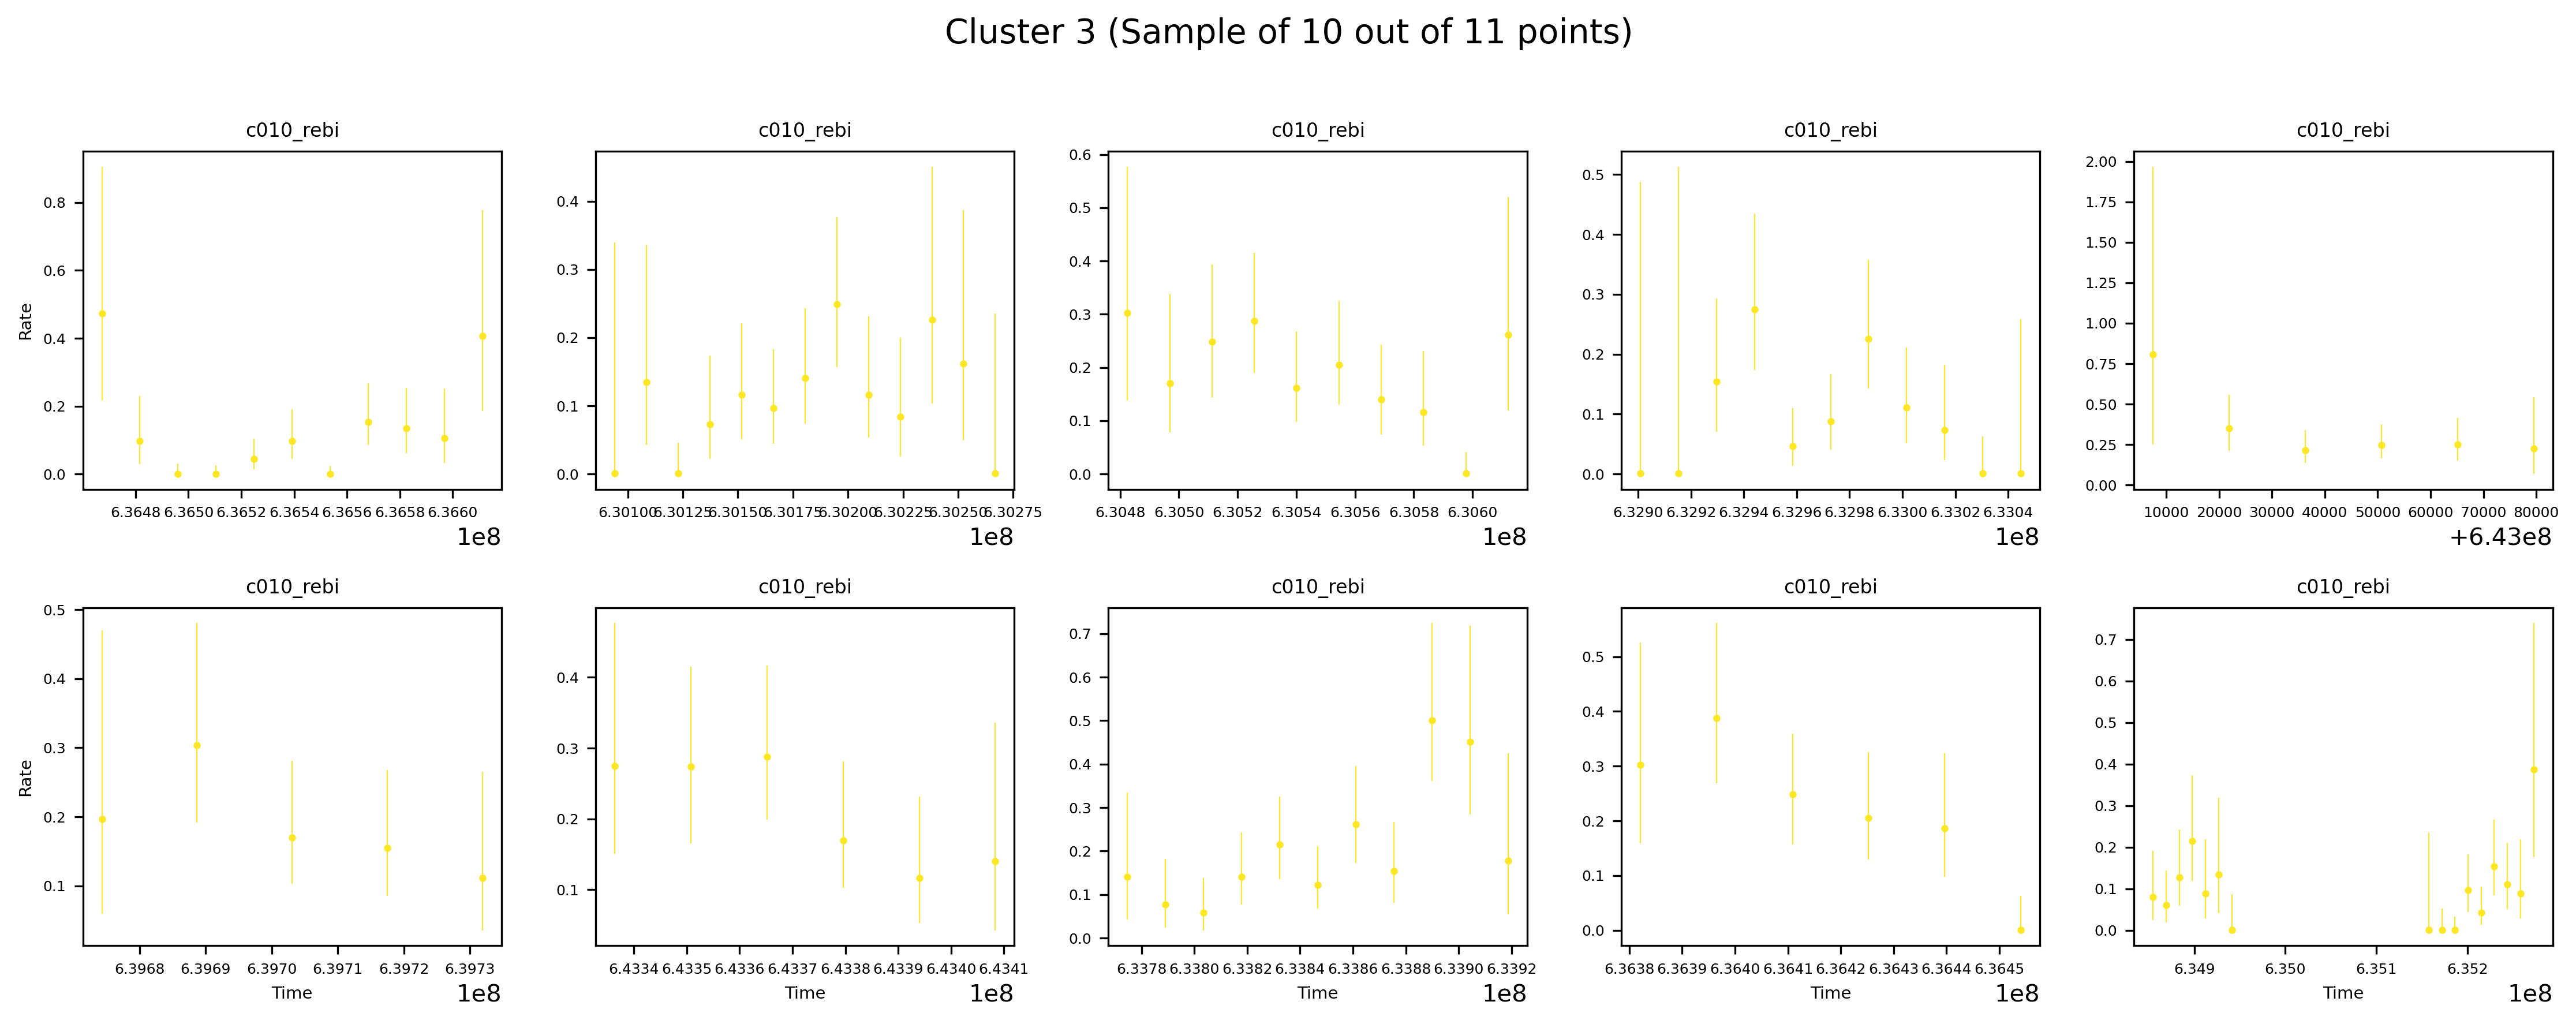 Cluster 3 (Sample of 10 out of 11 points)
c010_rebi c010_rebi c010_rebi c010_rebi c010_rebi
Rate
0.8
0.6
0.4
0.2
0.0
6.3648 6.3650 6.3652 6.3654 6.3656 6.3658 6.3660
1e8
0.4
0.3
0.2
0.1
0.0
6.30100 6.30125 6.30150 6.30175 6.30200 6.30225 6.30250 6.30275
1e8
0.6
0.5
0.4
0.3
0.2
0.1
0.0
6.3048 6.3050 6.3052 6.3054 6.3056 6.3058 6.3060
1e8
0.5
0.4
0.3
0.2
0.1
0.0
6.3290 6.3292 6.3294 6.3296 6.3298 6.3300 6.3302 6.3304
1e8
2.00
1.75
1.50
1.25
1.00
0.75
0.50
0.25
0.00
10000 20000 30000 40000 50000 60000 70000 80000
+6.43e8
c010_rebi c010_rebi c010_rebi c010_rebi c010_rebi
Rate
0.5
0.4
0.3
0.2
0.1
6.3968 6.3969 6.3970 6.3971 6.3972 6.3973
Time
1e8
0.4
0.3
0.2
0.1
6.4334 6.4335 6.4336 6.4337 6.4338 6.4339 6.4340 6.4341
Time
1e8
0.7
0.6
0.5
0.4
0.3
0.2
0.1
0.0
6.3378 6.3380 6.3382 6.3384 6.3386 6.3388 6.3390 6.3392
Time
1e8
0.5
0.4
0.3
0.2
0.1
0.0
6.3638 6.3639 6.3640 6.3641 6.3642 6.3643 6.3644 6.3645
Time
1e8
0.7
0.6
0.5
0.4
0.3
0.2
0.1
0.0
6.349 6.350 6.351 6.352
Time
1e8